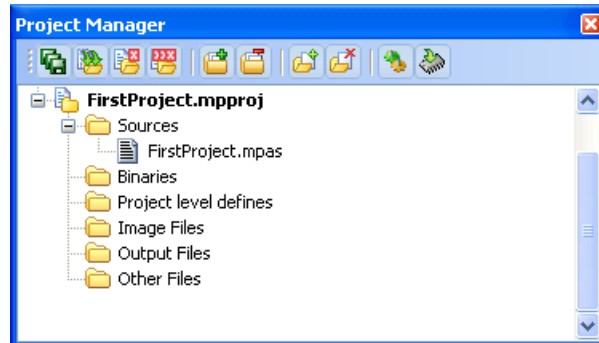 Project Manager
FirstProject.mpproj
Sources
FirstProject.mpas
Binaries
Project level defines
Image Files
Output Files
Other Files